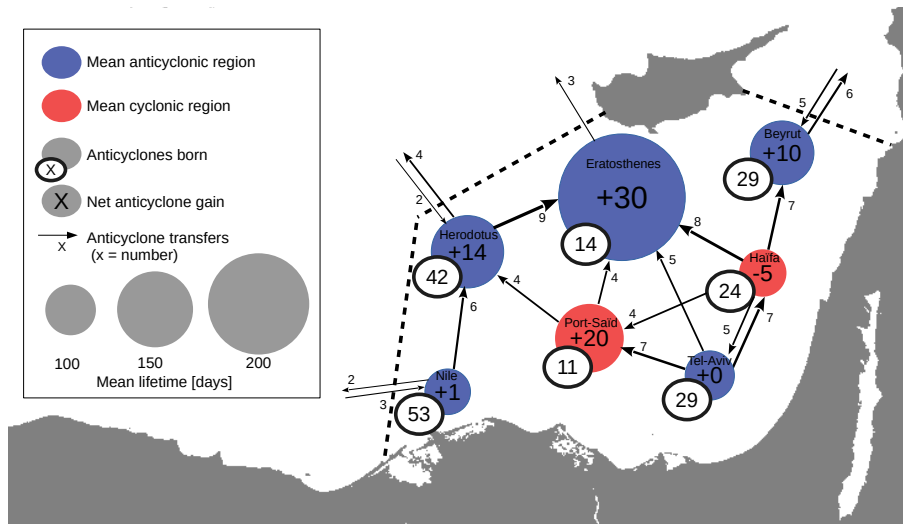 Mean anticyclonic region
Mean cyclonic region
Anticyclones born
X
X
Net anticyclone gain
Anticyclone transfers
x
(x = number)
100
150
200
Mean lifetime [days]
3
5
6
Beyrut
+10
29
4
2
Eratosthenes
+30
14
9
8
7
Herodotus
+14
42
Haïfa
-5
24
4
4
5
6
4
5
7
Port-Saïd
+20
11
7
Tel-Aviv
+0
29
2
3
Nile
+1
53